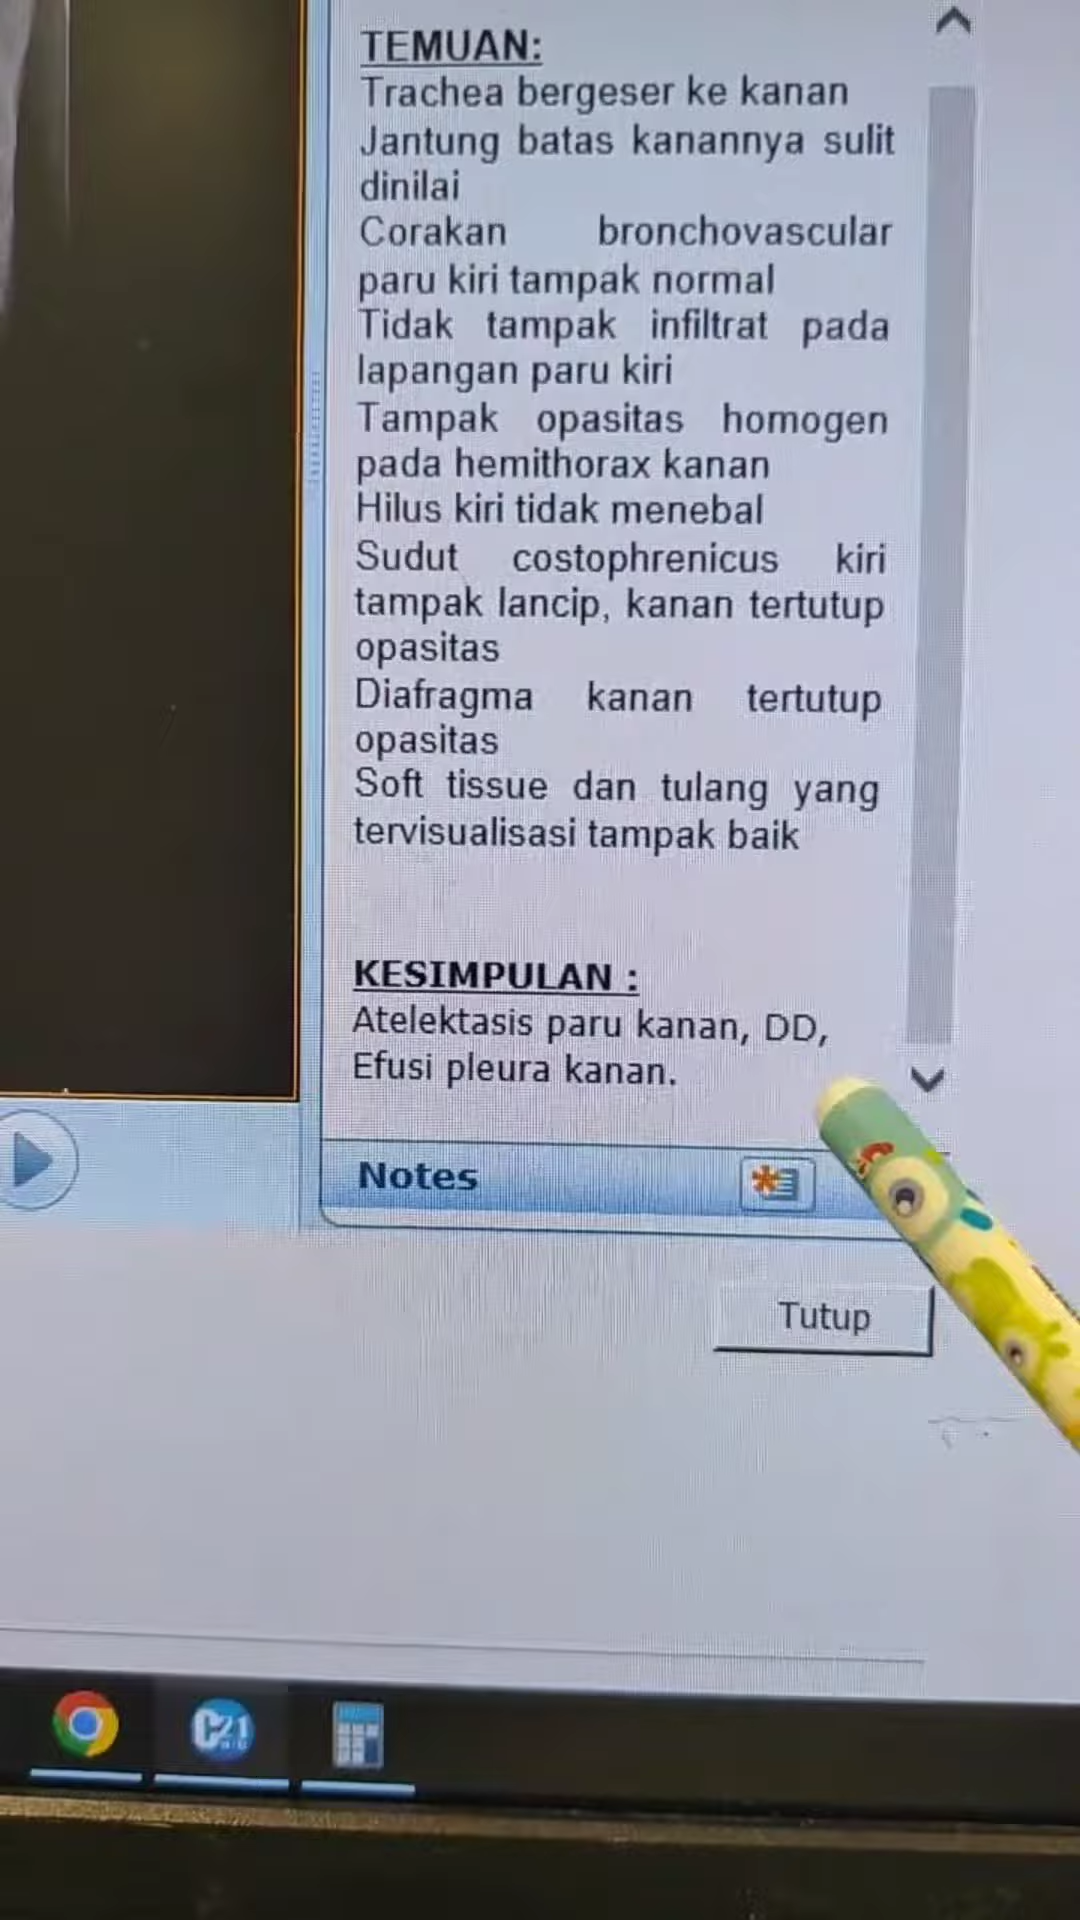 TEMUAN:
Trachea bergeser ke kanan
Jantung batas kanannya sulit
dinilai
Corakan bronchovascular
paru kiri tampak normal
Tidak tampak infiltrat pada
lapangan paru kiri
Tampak opasitas homogen
pada hemithorax kanan
Hilus kiri tidak menebal
Sudut costophrenicus kiri
tampak lancip, kanan tertutup
opasitas
Diafragma kanan tertutup
opasitas
Soft tissue dan tulang yang
tervisualisasi tampak baik
KESIMPULAN :
Atelektasis paru kanan, DD,
Efusi pleura kanan.
Notes
Tutup
C21